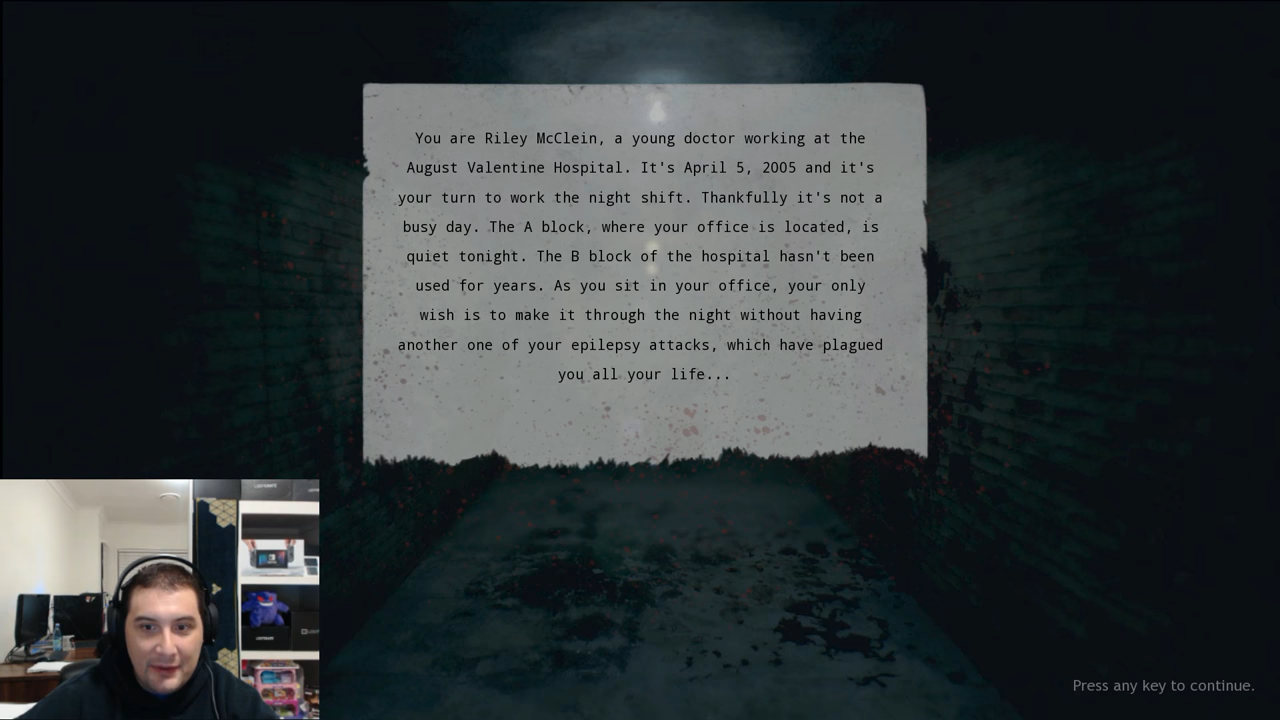 You are Riley McClein, a young doctor working at the
August Valentine Hospital. It's April 5, 2005 and it's
your turn to work the night shift. Thankfully it's not a
busy day. The A block, where your office is located, is
quiet tonight. The B block of the hospital hasn't been
used for years. As you sit in your office, your only
wish is to make it through the night without having
another one of your epilepsy attacks, which have plagued
you all your life...
Press any key to continue.